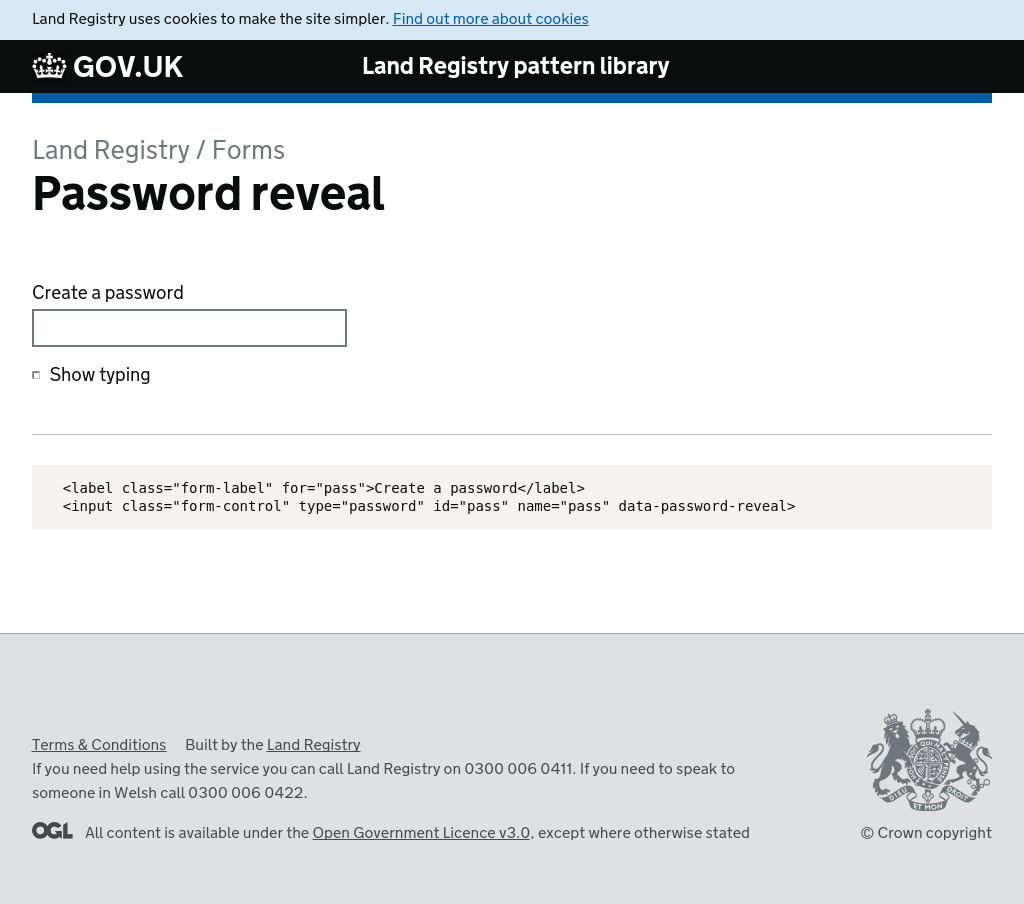 Land Registry uses cookies to make the site simpler. Find out more about cookies
GOV.UK
Land Registry pattern library
Land Registry / Forms
Password reveal
Create a password
Show typing
<label class="form-label" for="pass">Create a password</label>
<input class="form-control" type="password" id="pass" name="pass" data-password-reveal>
Terms & Conditions Built by the Land Registry
If you need help using the service you can call Land Registry on 0300 006 0411. If you need to speak to
someone in Welsh call 0300 006 0422.
OGL All content is available under the Open Government Licence v3.0, except where otherwise stated
DIEU ET MON DROIT
© Crown copyright